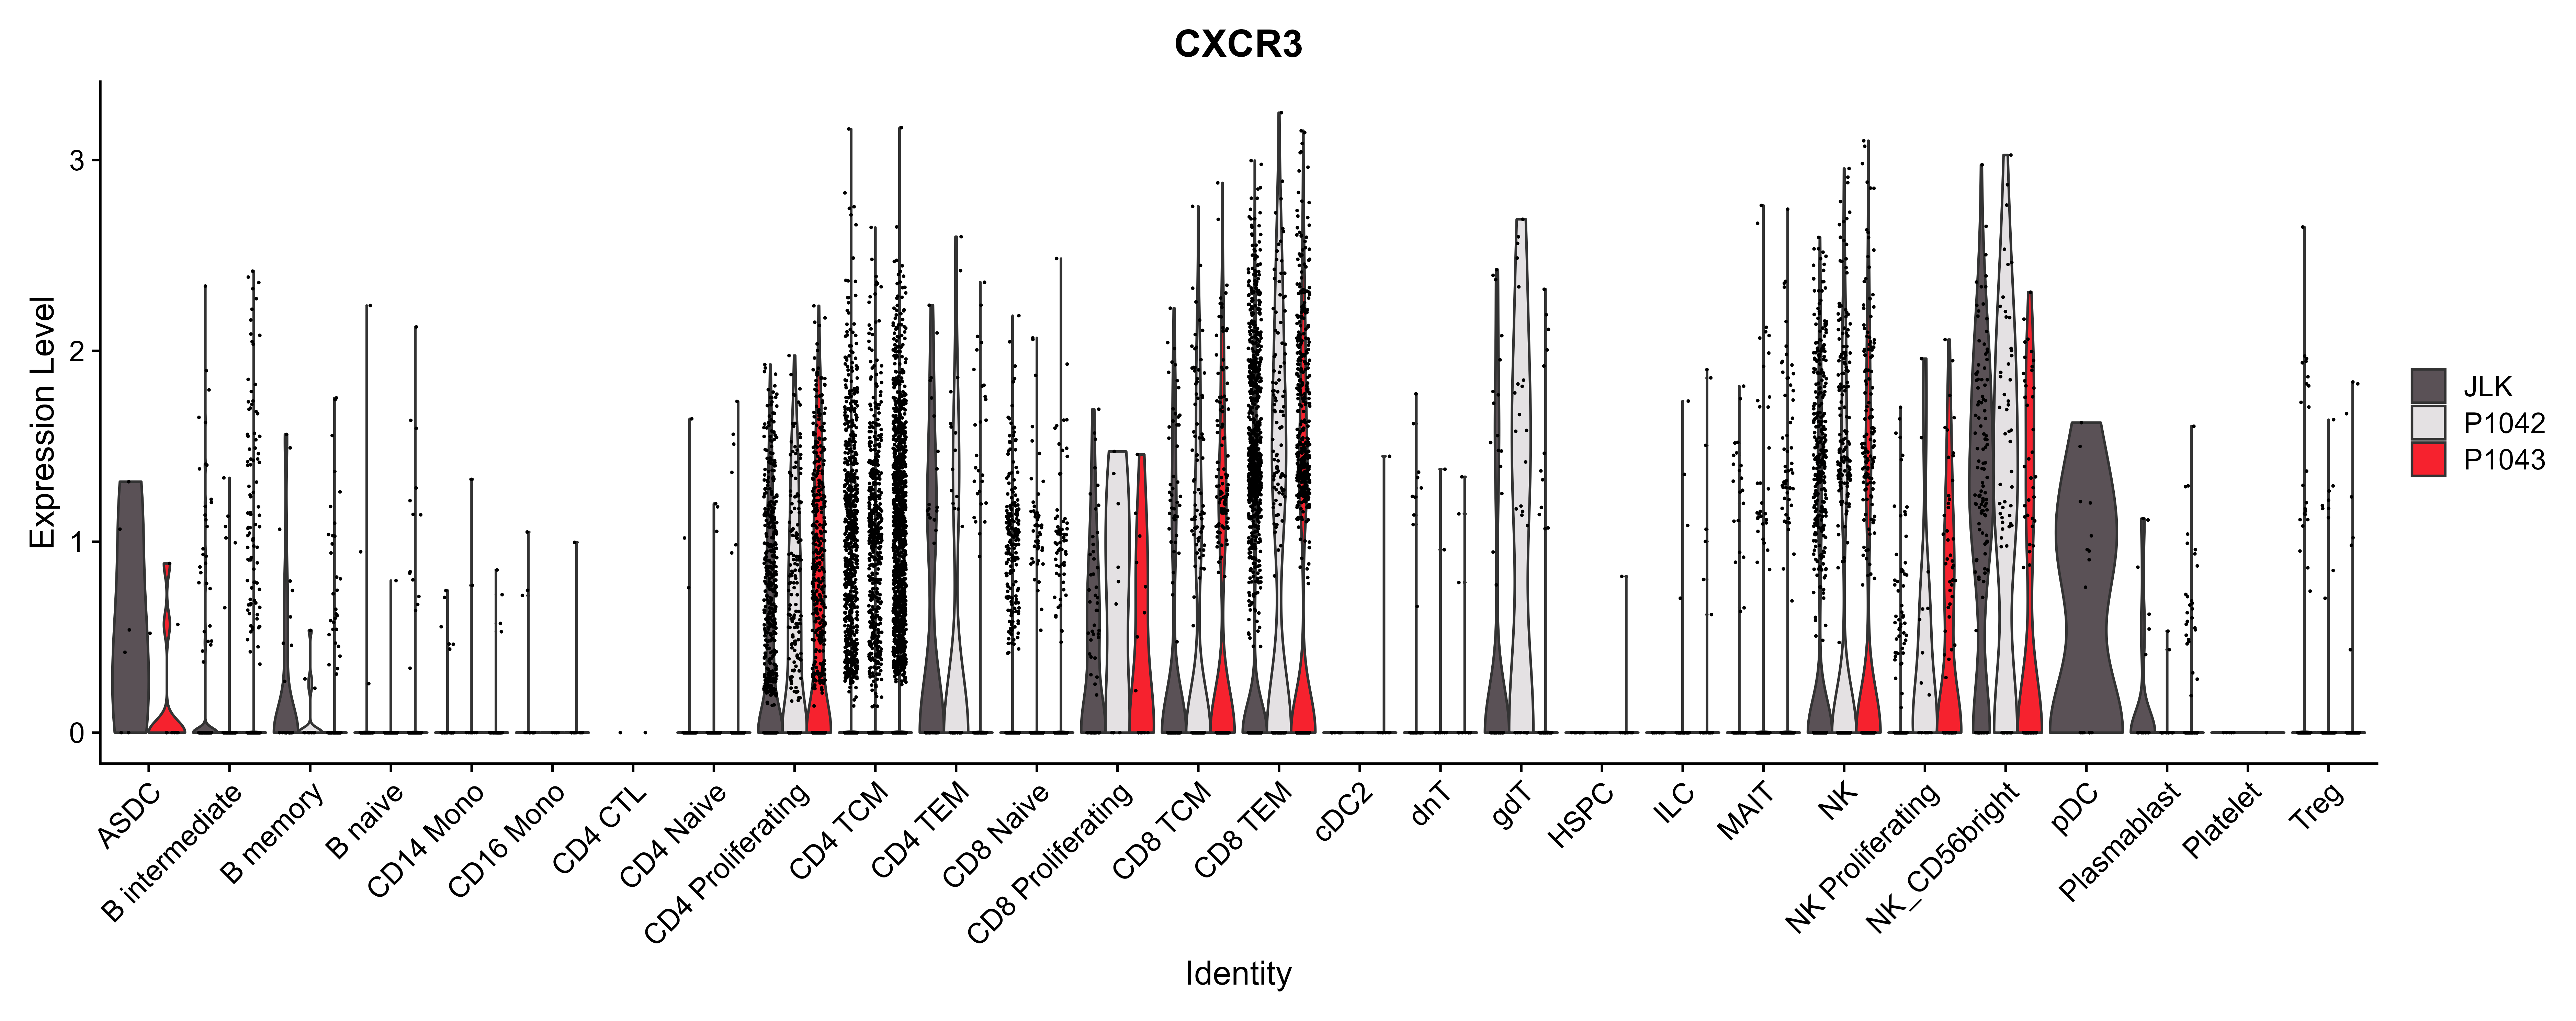 CXCR3
Expression Level
3
2
1
0
ASDC
B intermediate
B memory
B naive
CD14 Mono
CD16 Mono
CD4 CTL
CD4 Naive
CD4 Proliferating
CD4 TCM
CD4 TEM
CD8 Naive
CD8 Proliferating
CD8 TCM
CD8 TEM
cDC2
dnT
gdT
HSPC
ILC
MAIT
NK
NK Proliferating
NK_CD56bright
pDC
Plasmablast
Platelet
Treg
Identity
JLK
P1042
P1043